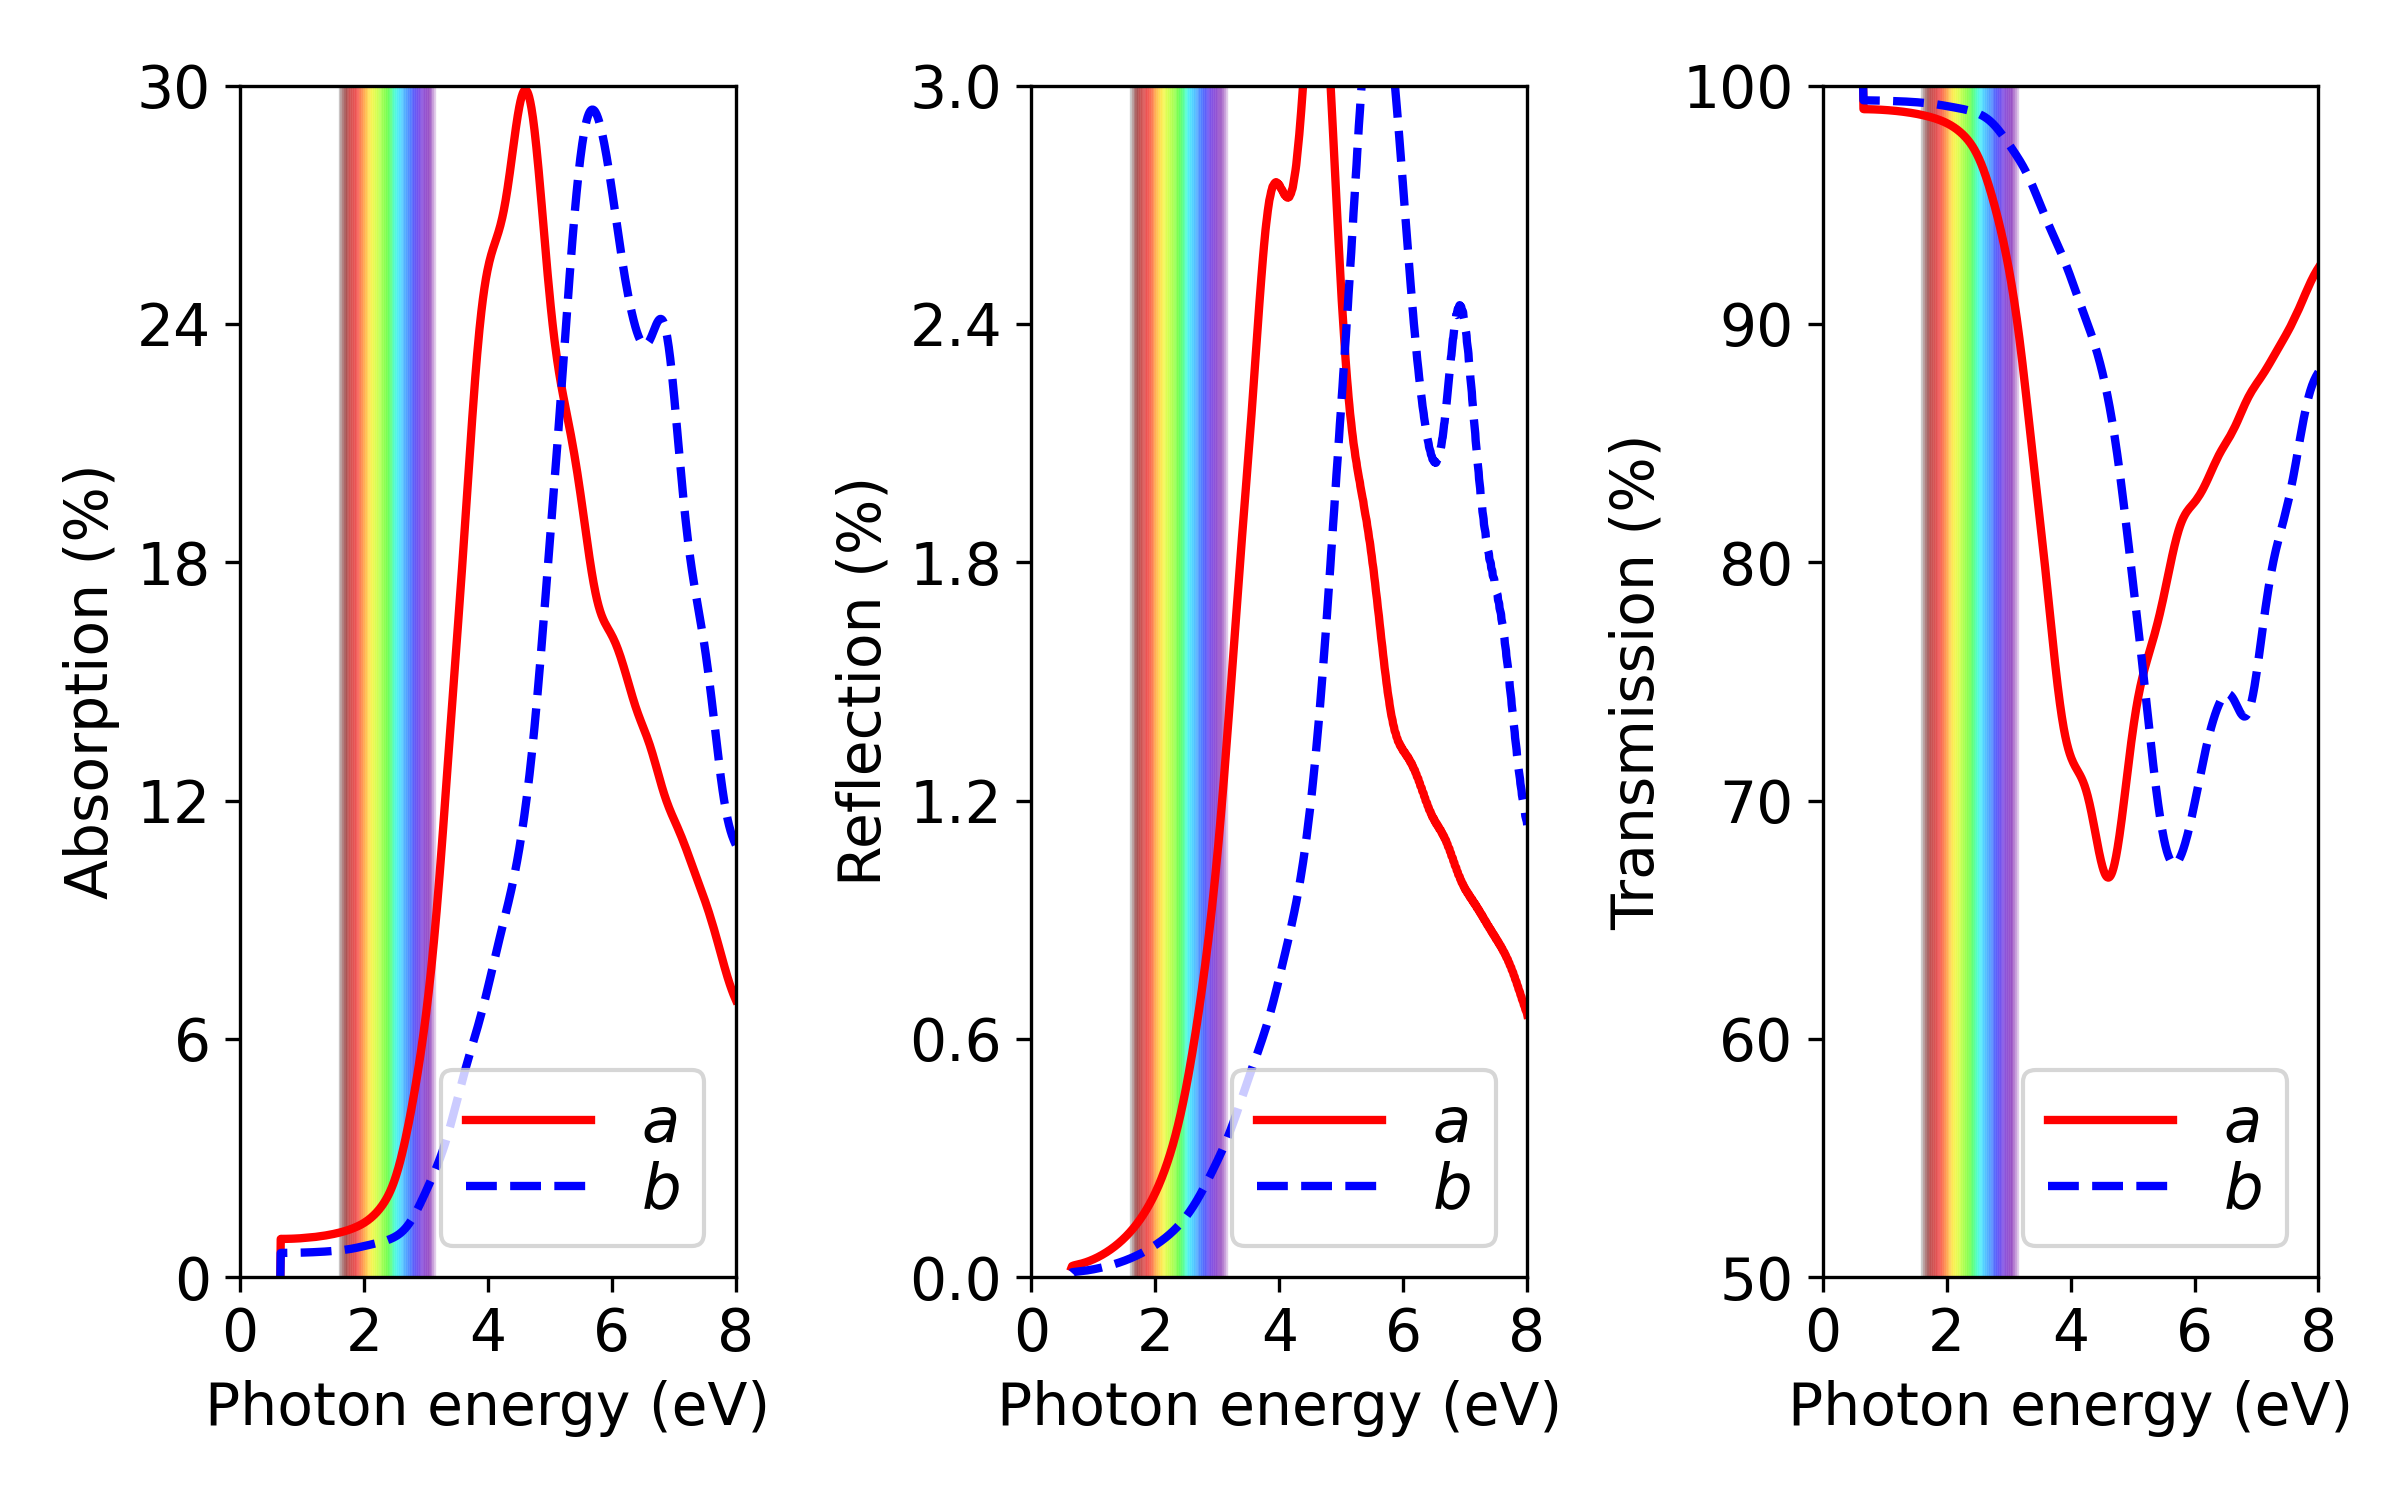 Absorption (%)
30
24
18
12
6
0
0 2 4 6 8
Photon energy (eV)
a
b
Reflection (%)
3.0
2.4
1.8
1.2
0.6
0.0
0 2 4 6 8
Photon energy (eV)
a
b
Transmission (%)
100
90
80
70
60
50
0 2 4 6 8
Photon energy (eV)
a
b